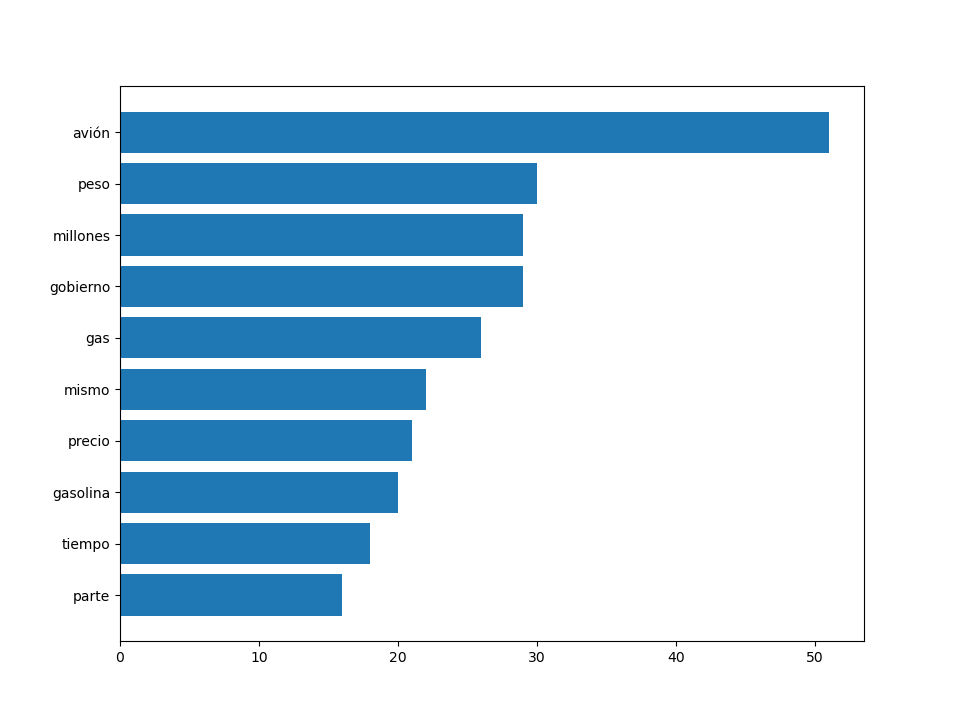 avión
peso
millones
gobierno
gas
mismo
precio
gasolina
tiempo
parte
0 10 20 30 40 50